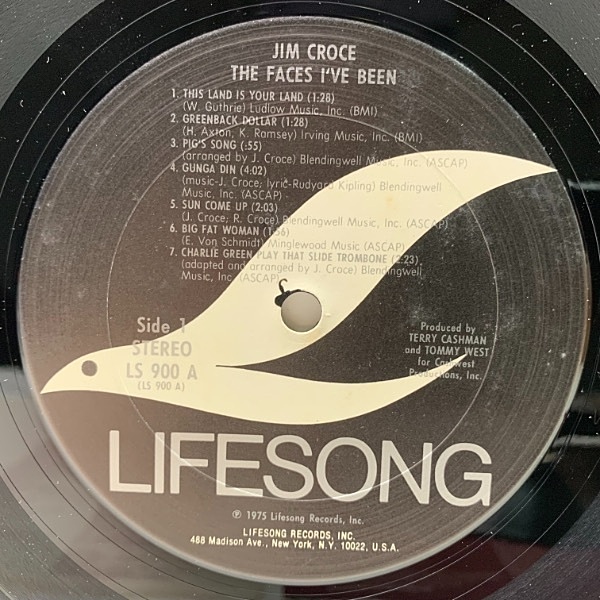 JIM CROCE
THE FACES I'VE BEEN
1. THIS LAND IS YOUR LAND (1:28)
(W. Guthrie) Ludlow Music, Inc. (BMI)
2. GREENBACK DOLLAR (1:28)
(H. Axton, K. Ramsey) Irving Music, Inc. (BMI)
3. PIG'S SONG (:55)
(arranged by J. Croce) Blendingwell Music, Inc. (ASCAP)
4. GUNGA DIN (4:02)
(music-J. Croce; lyric-Rudyard Kipling) Blendingwell
Music, Inc. (ASCAP)
5. SUN COME UP (2:03)
(J. Croce; R. Croce) Blendingwell Music, Inc. (ASCAP)
6. BIG FAT WOMAN (1:36)
(E. Von Schmidt) Minglewood Music (ASCAP)
7. CHARLIE GREEN PLAY THAT SLIDE TROMBONE (2:23)
(adapted and arranged by J. Croce) Blendingwell
Music, Inc. (ASCAP)
Side 1
STEREO
LS 900 A
(LS 900 A)
Produced by
TERRY CASHMAN
and TOMMY WEST
for Cashwest
Productions, Inc.
LIFESONG
℗ 1975 Lifesong Records, Inc.
LIFESONG RECORDS, INC.
488 Madison Ave., New York, N.Y. 10022, U.S.A.